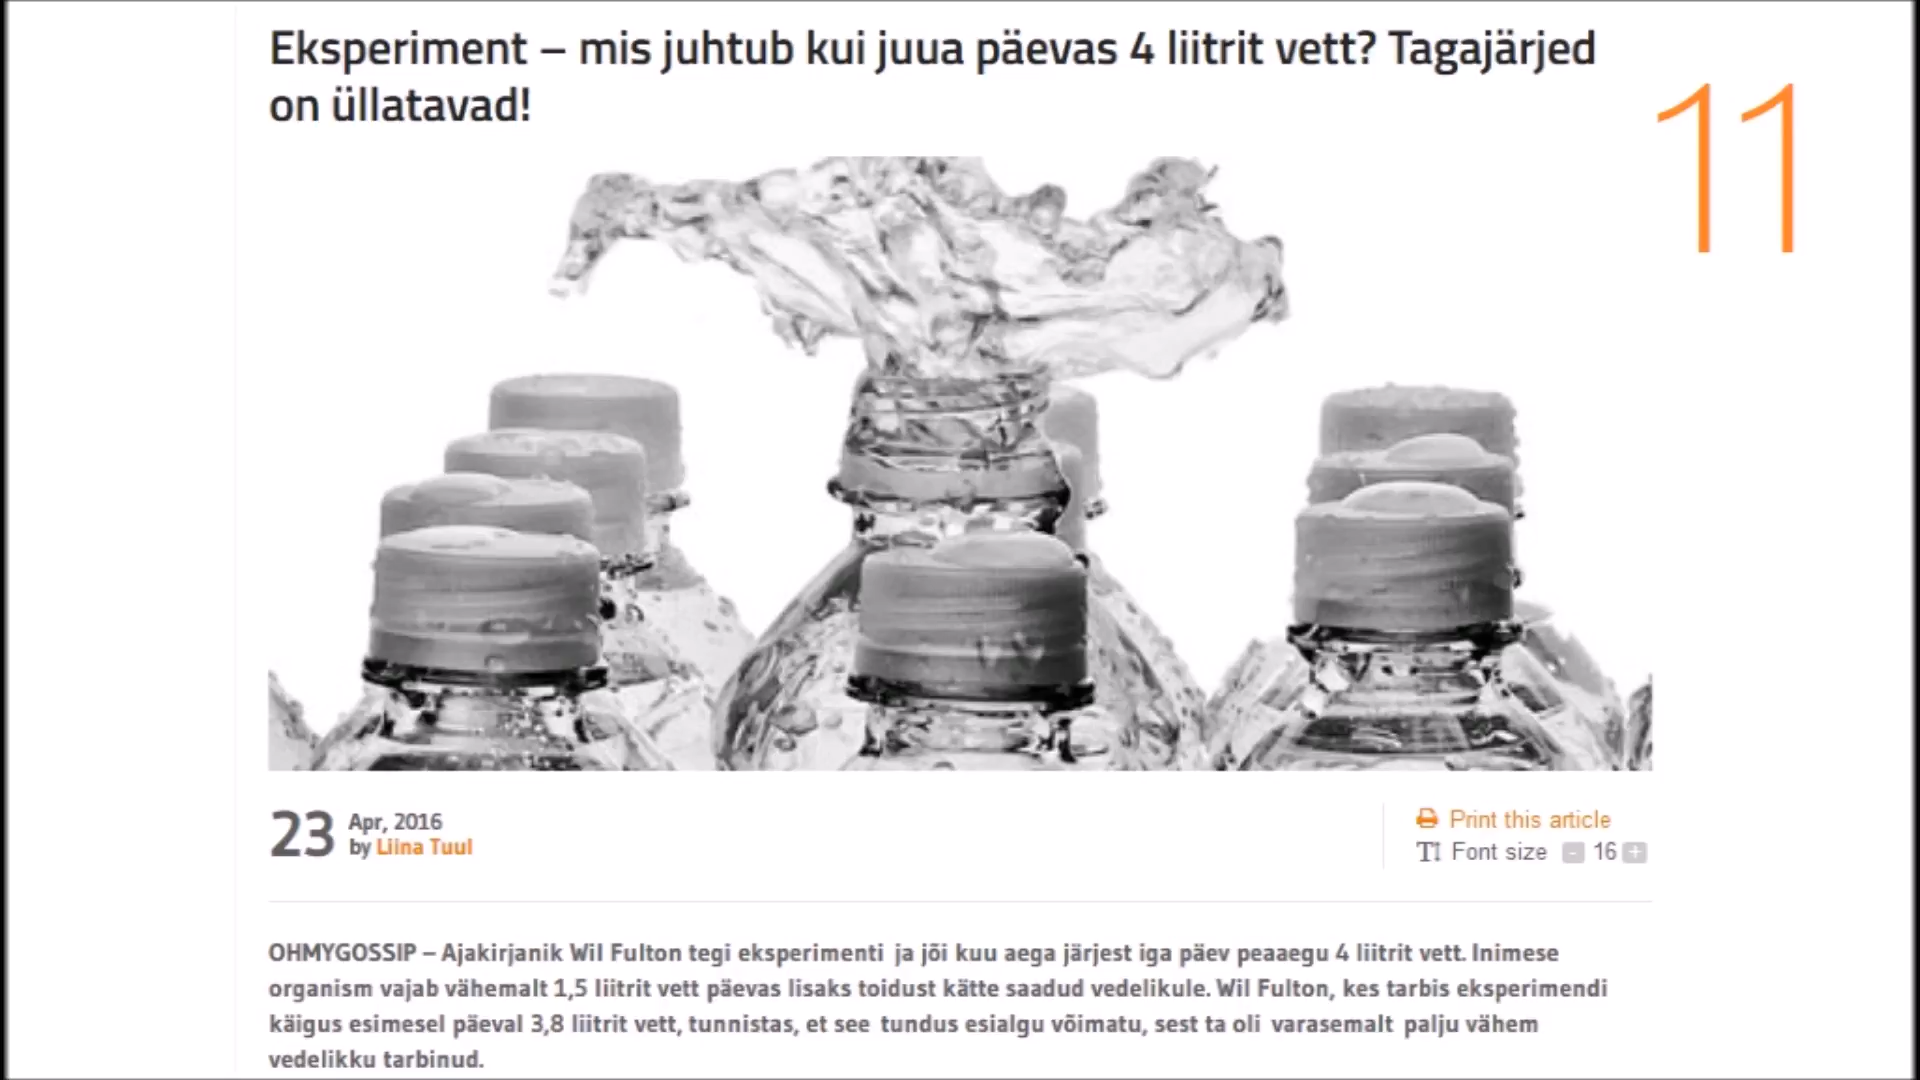 Eksperiment – mis juhtub kui juua päevas 4 liitrit vett? Tagajärjed
on üllatavad!
11
23
Apr, 2016
by Liina Tuul
Print this article
Font size - 16 +
OHMYGOSSIP – Ajakirjanik Wil Fulton tegi eksperimenti ja jõi kuu aega järjest iga päev peaaegu 4 liitrit vett. Inimese
organism vajab vähemalt 1,5 liitrit vett päevas lisaks toidust kätte saadud vedelikule. Wil Fulton, kes tarbis eksperimendi
käigus esimesel päeval 3,8 liitrit vett, tunnistas, et see tundus esialgu võimatu, sest ta oli varasemalt palju vähem
vedelikku tarbinud.